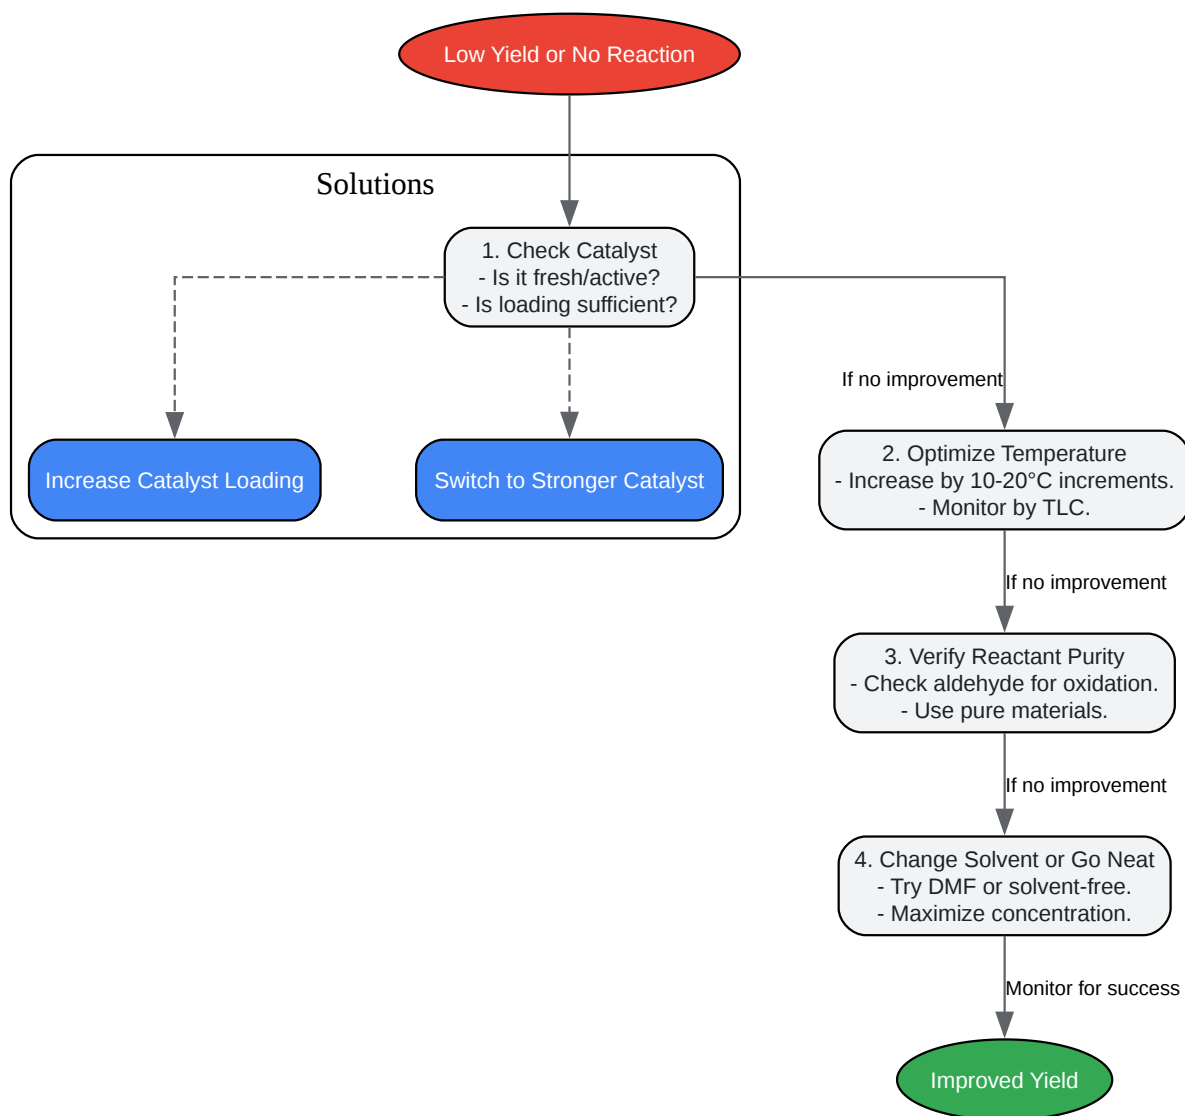 Low Yield or No Reaction
Solutions
1. Check Catalyst
- Is it fresh/active?
- Is loading sufficient?
If no improvement
Increase Catalyst Loading
Switch to Stronger Catalyst
2. Optimize Temperature
- Increase by 10-20°C increments.
- Monitor by TLC.
If no improvement
3. Verify Reactant Purity
- Check aldehyde for oxidation.
- Use pure materials.
If no improvement
4. Change Solvent or Go Neat
- Try DMF or solvent-free.
- Maximize concentration.
Monitor for success
Improved Yield